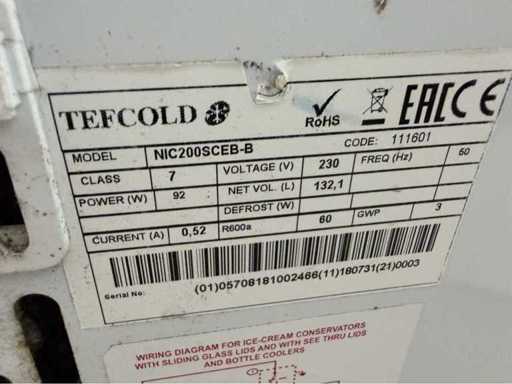 TEFCOLD
RoHS
EAC CE
MODEL NIC200SCEB-B CODE: 111601
CLASS 7 VOLTAGE (V) 230 FREQ (Hz) 50
POWER (W) 92 NET VOL. (L) 132,1
DEFROST (W)
CURRENT (A) 0,52 R600a 60 GWP 3
Serial No:
(01)05708181002466(11)180731(21)0003
WIRING DIAGRAM FOR ICE-CREAM CONSERVATORS
WITH SLIDING GLASS LIDS AND WITH THRU LIDS
AND BOTTLE COOLERS